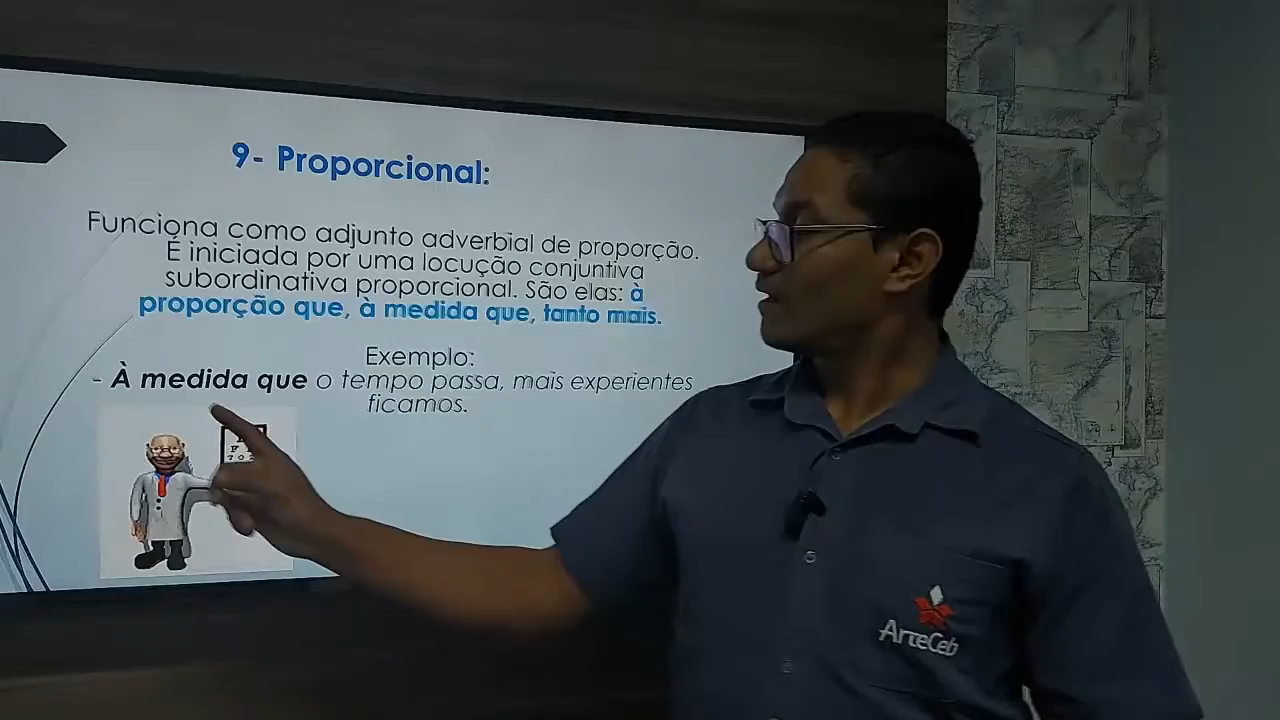 9- Proporcional:
Funciona como adjunto adverbial de proporção.
É iniciada por uma locução conjuntiva
subordinativa proporcional. São elas: à
proporção que, à medida que, tanto mais.
Exemplo:
- À medida que o tempo passa, mais experientes
ficamos.
ArteCeb